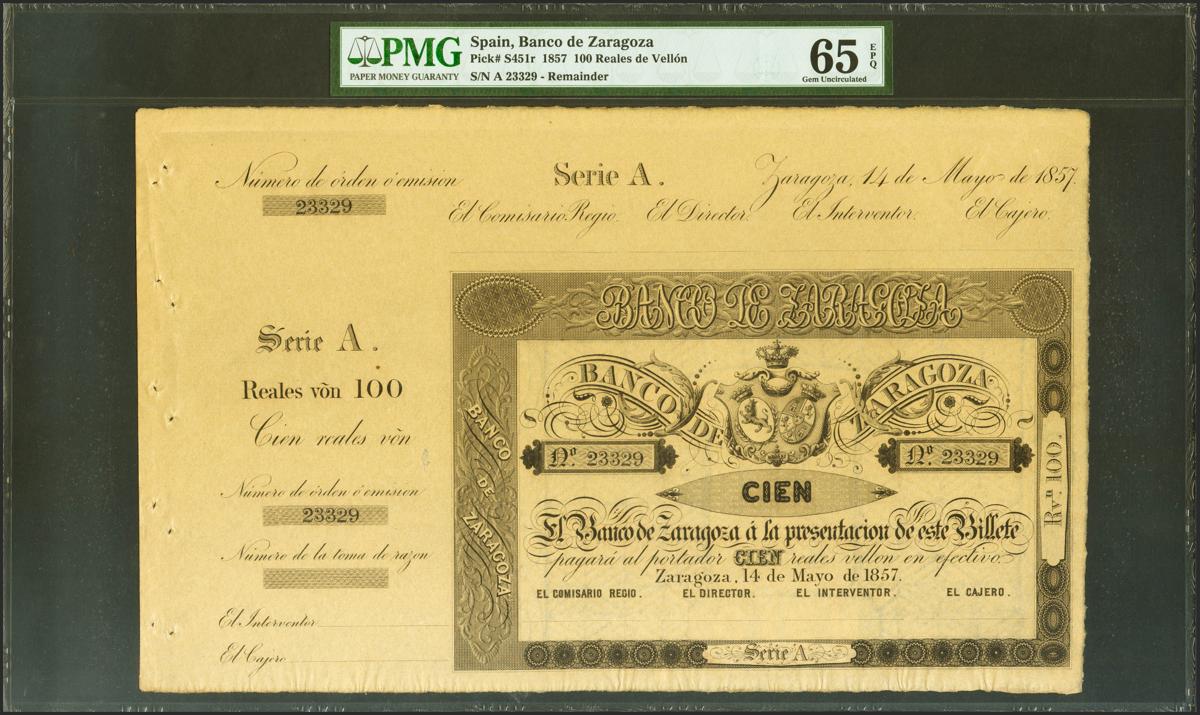 PMG
PAPER MONEY GUARANTY
Spain, Banco de Zaragoza
Pick# S451r 1857 100 Reales de Vellón
S/N A 23329 - Remainder
65 EPQ
Gem Uncirculated
Número de órden ó emision
23329
Serie A.
Zaragoza, 14 de Mayo de 1857.
El Comisario Regio. El Director. El Interventor. El Cajero.
Serie A.
Reales võn 100
Cien reales võn
Número de órden ó emision
23329
Número de la toma de razon
El Interventor
El Cajero
BANCO DE ZARAGOZA
BANCO DE ZARAGOZA
BANCO DE ZARAGOZA
Nº. 23329
Nº. 23329
CIEN
El Banco de Zaragoza á la presentacion de este Billete
pagará al portador CIEN reales vellon en efectivo.
Zaragoza, 14 de Mayo de 1857.
EL COMISARIO REGIO. EL DIRECTOR. EL INTERVENTOR. EL CAJERO.
Serie A.
Rvn. 100.